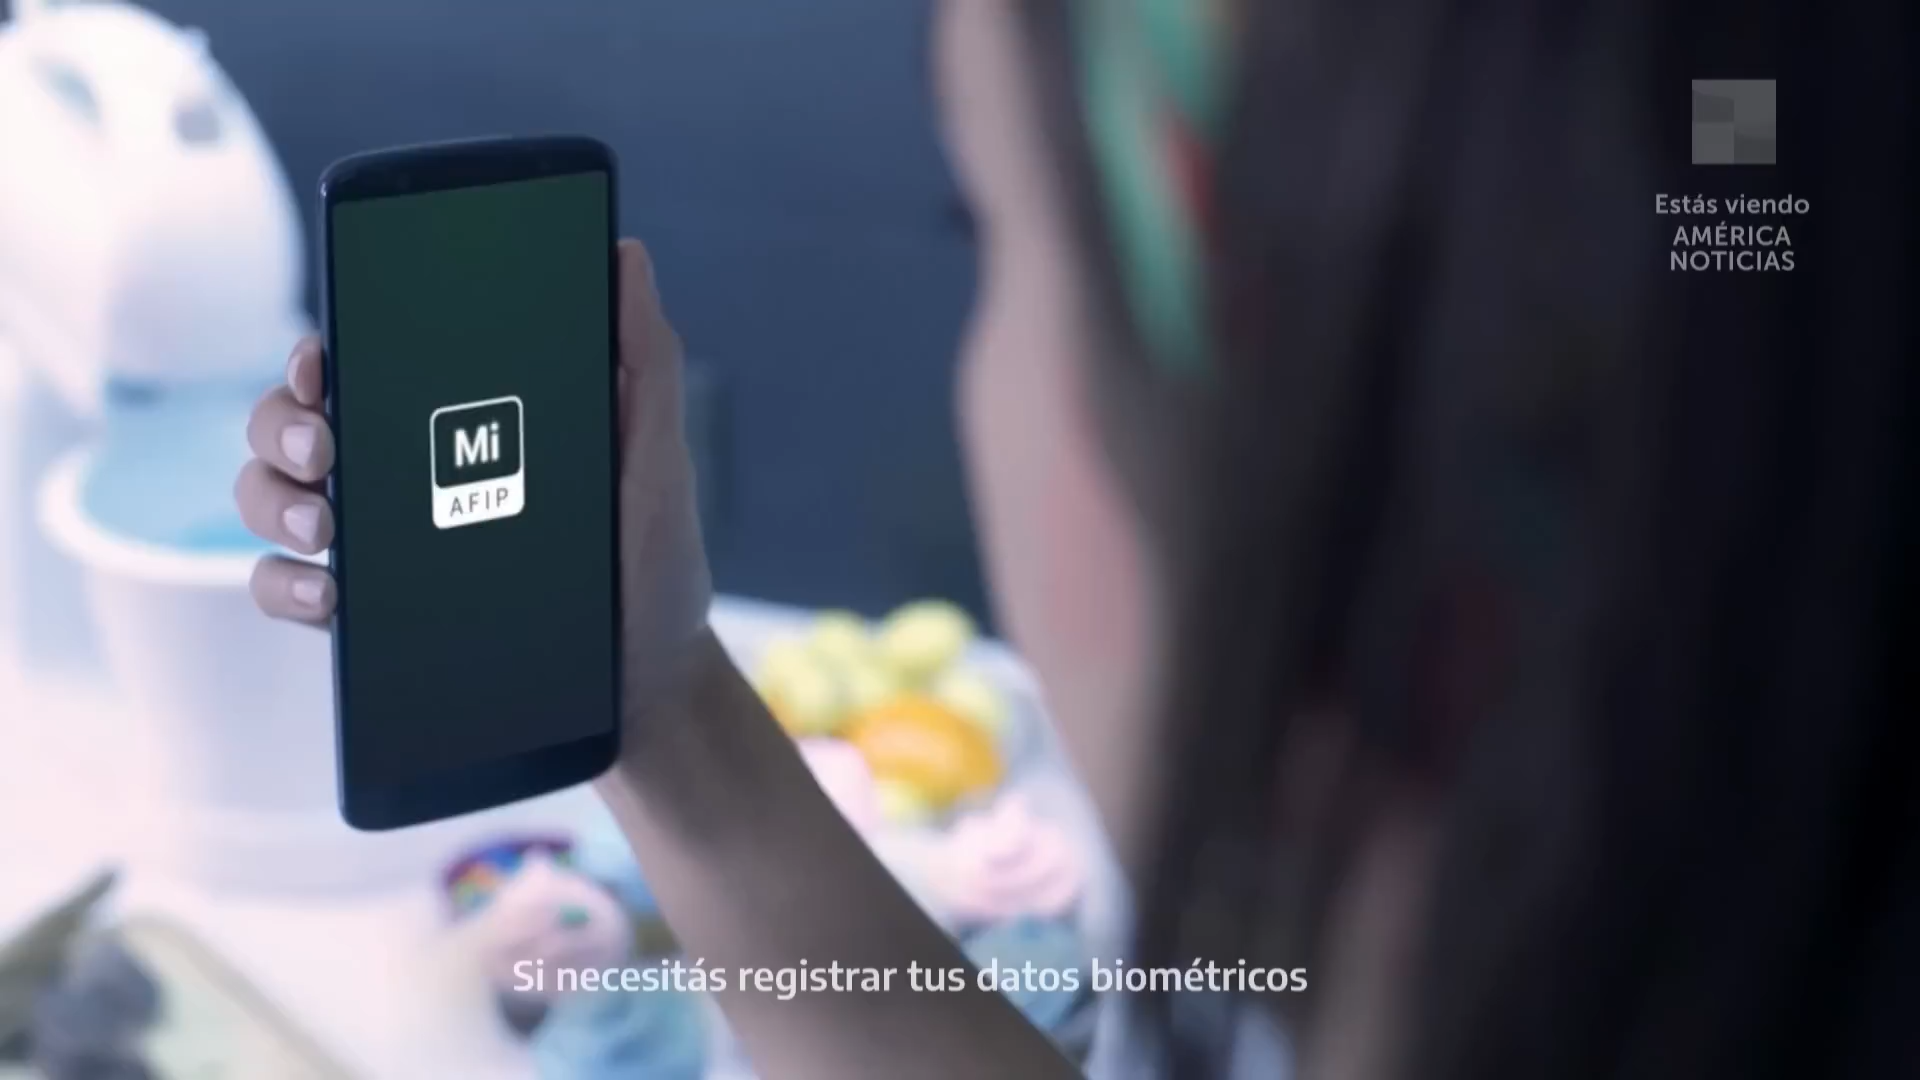 Estás viendo
AMÉRICA
NOTICIAS
Mi
AFIP
Si necesitás registrar tus datos biométricos